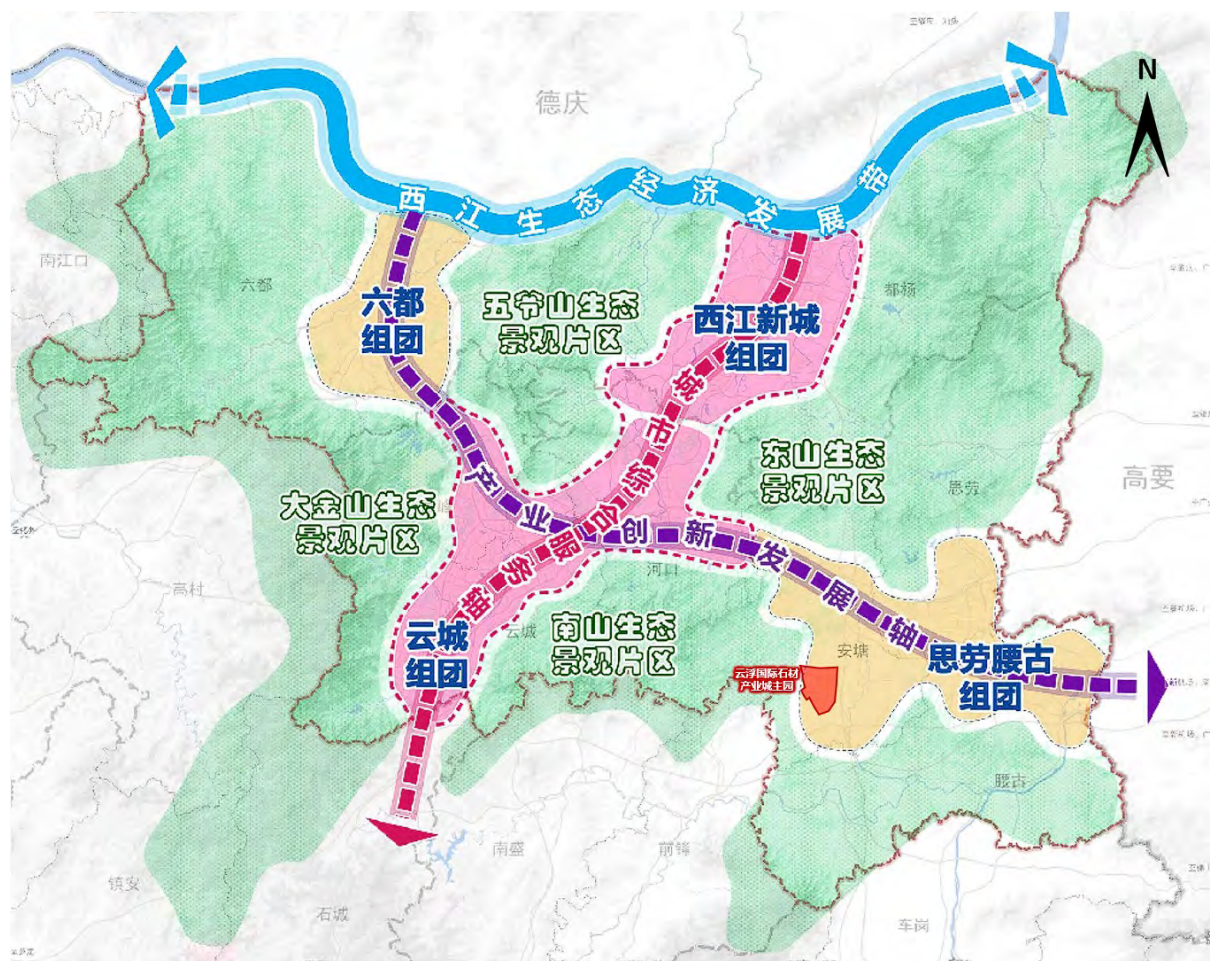 N
德庆
西江生态经济发展带
南江口
六都
都杨
六都
组团
五爷山生态
景观片区
西江新城
组团
城市综合服务轴
产业创新发展轴
东山生态
景观片区
高要
思劳
大金山生态
景观片区
高村
河口
云城
云城
组团
南山生态
景观片区
安塘
思劳腰古
组团
云浮国际石材
产业城主园
腰古
南盛
前锋
镇安
石城
车岗